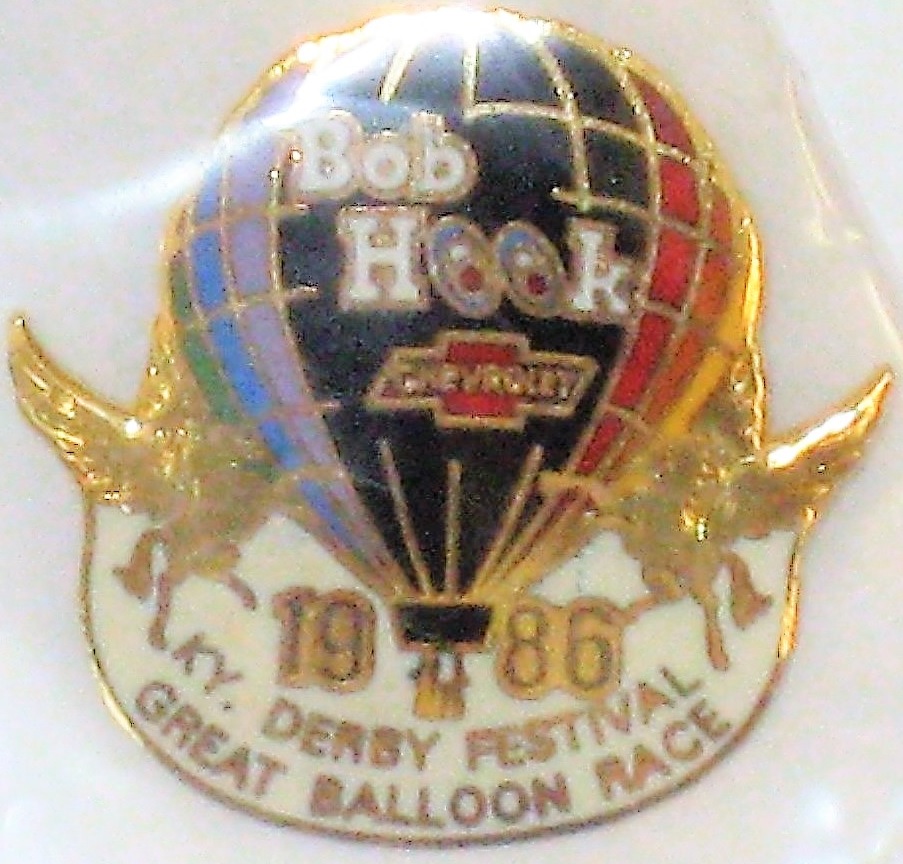 Bob
Hook
CHEVROLET
1986
KY. DERBY FESTIVAL
GREAT BALLOON RACE